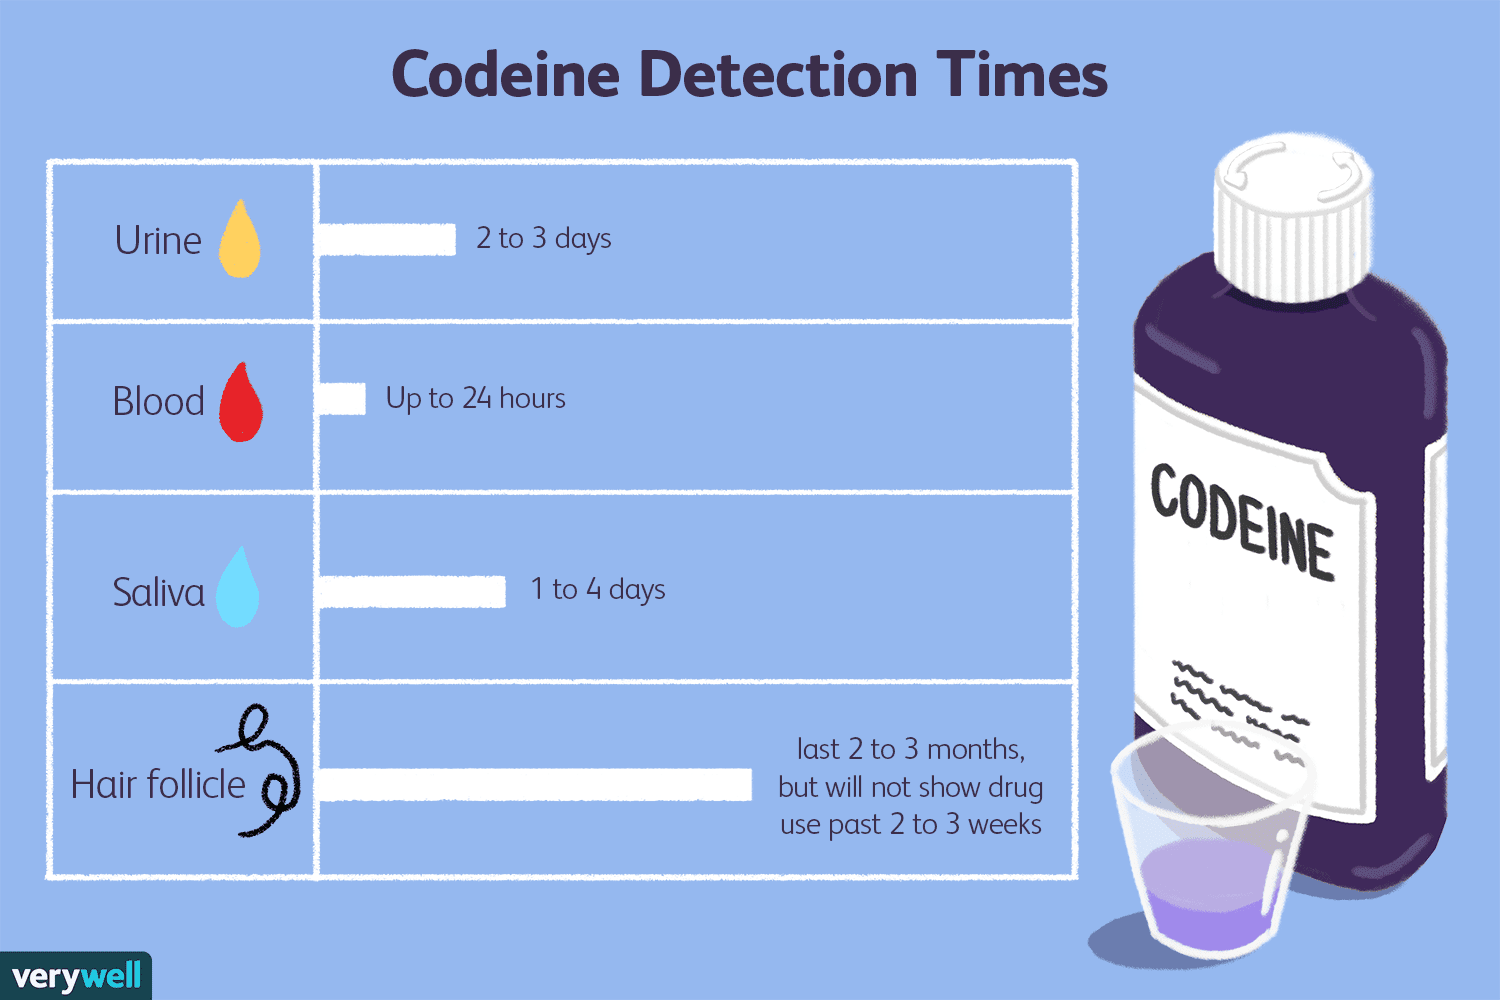 Codeine Detection Times
Urine
2 to 3 days
Blood
Up to 24 hours
Saliva
1 to 4 days
Hair follicle
last 2 to 3 months,
but will not show drug
use past 2 to 3 weeks
CODEINE
verywell